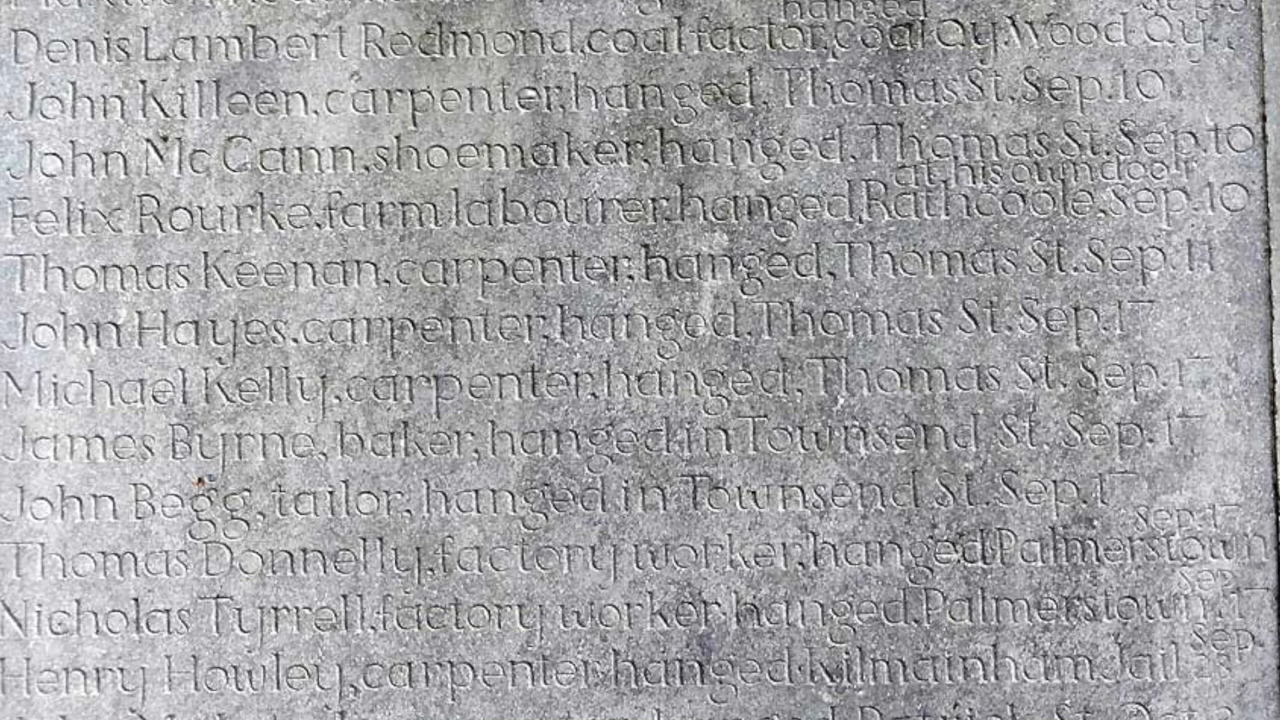 hanged
Denis Lambert Redmond, coal factor, coal Qy. Wood Qy.
John Killeen, carpenter, hanged, Thomas St. Sep. 10
John McCann, shoemaker, hanged, Thomas St. Sep. 10
at his own door
Felix Rourke, farm labourer, hanged, Rathcoole, Sep. 10
Thomas Keenan, carpenter, hanged, Thomas St. Sep. 11
John Hayes, carpenter, hanged, Thomas St. Sep. 17
Michael Kelly, carpenter, hanged, Thomas St. Sep. 17
James Byrne, baker, hanged in Townsend St. Sep. 17
John Begg, tailor, hanged in Townsend St. Sep. 17
Sep. 17
Thomas Donnelly, factory worker, hanged Palmerstown
Sep.
Nicholas Tyrrell, factory worker hanged, Palmerstown 17
Sep.
Henry Howley, carpenter hanged Kilmainham Jail